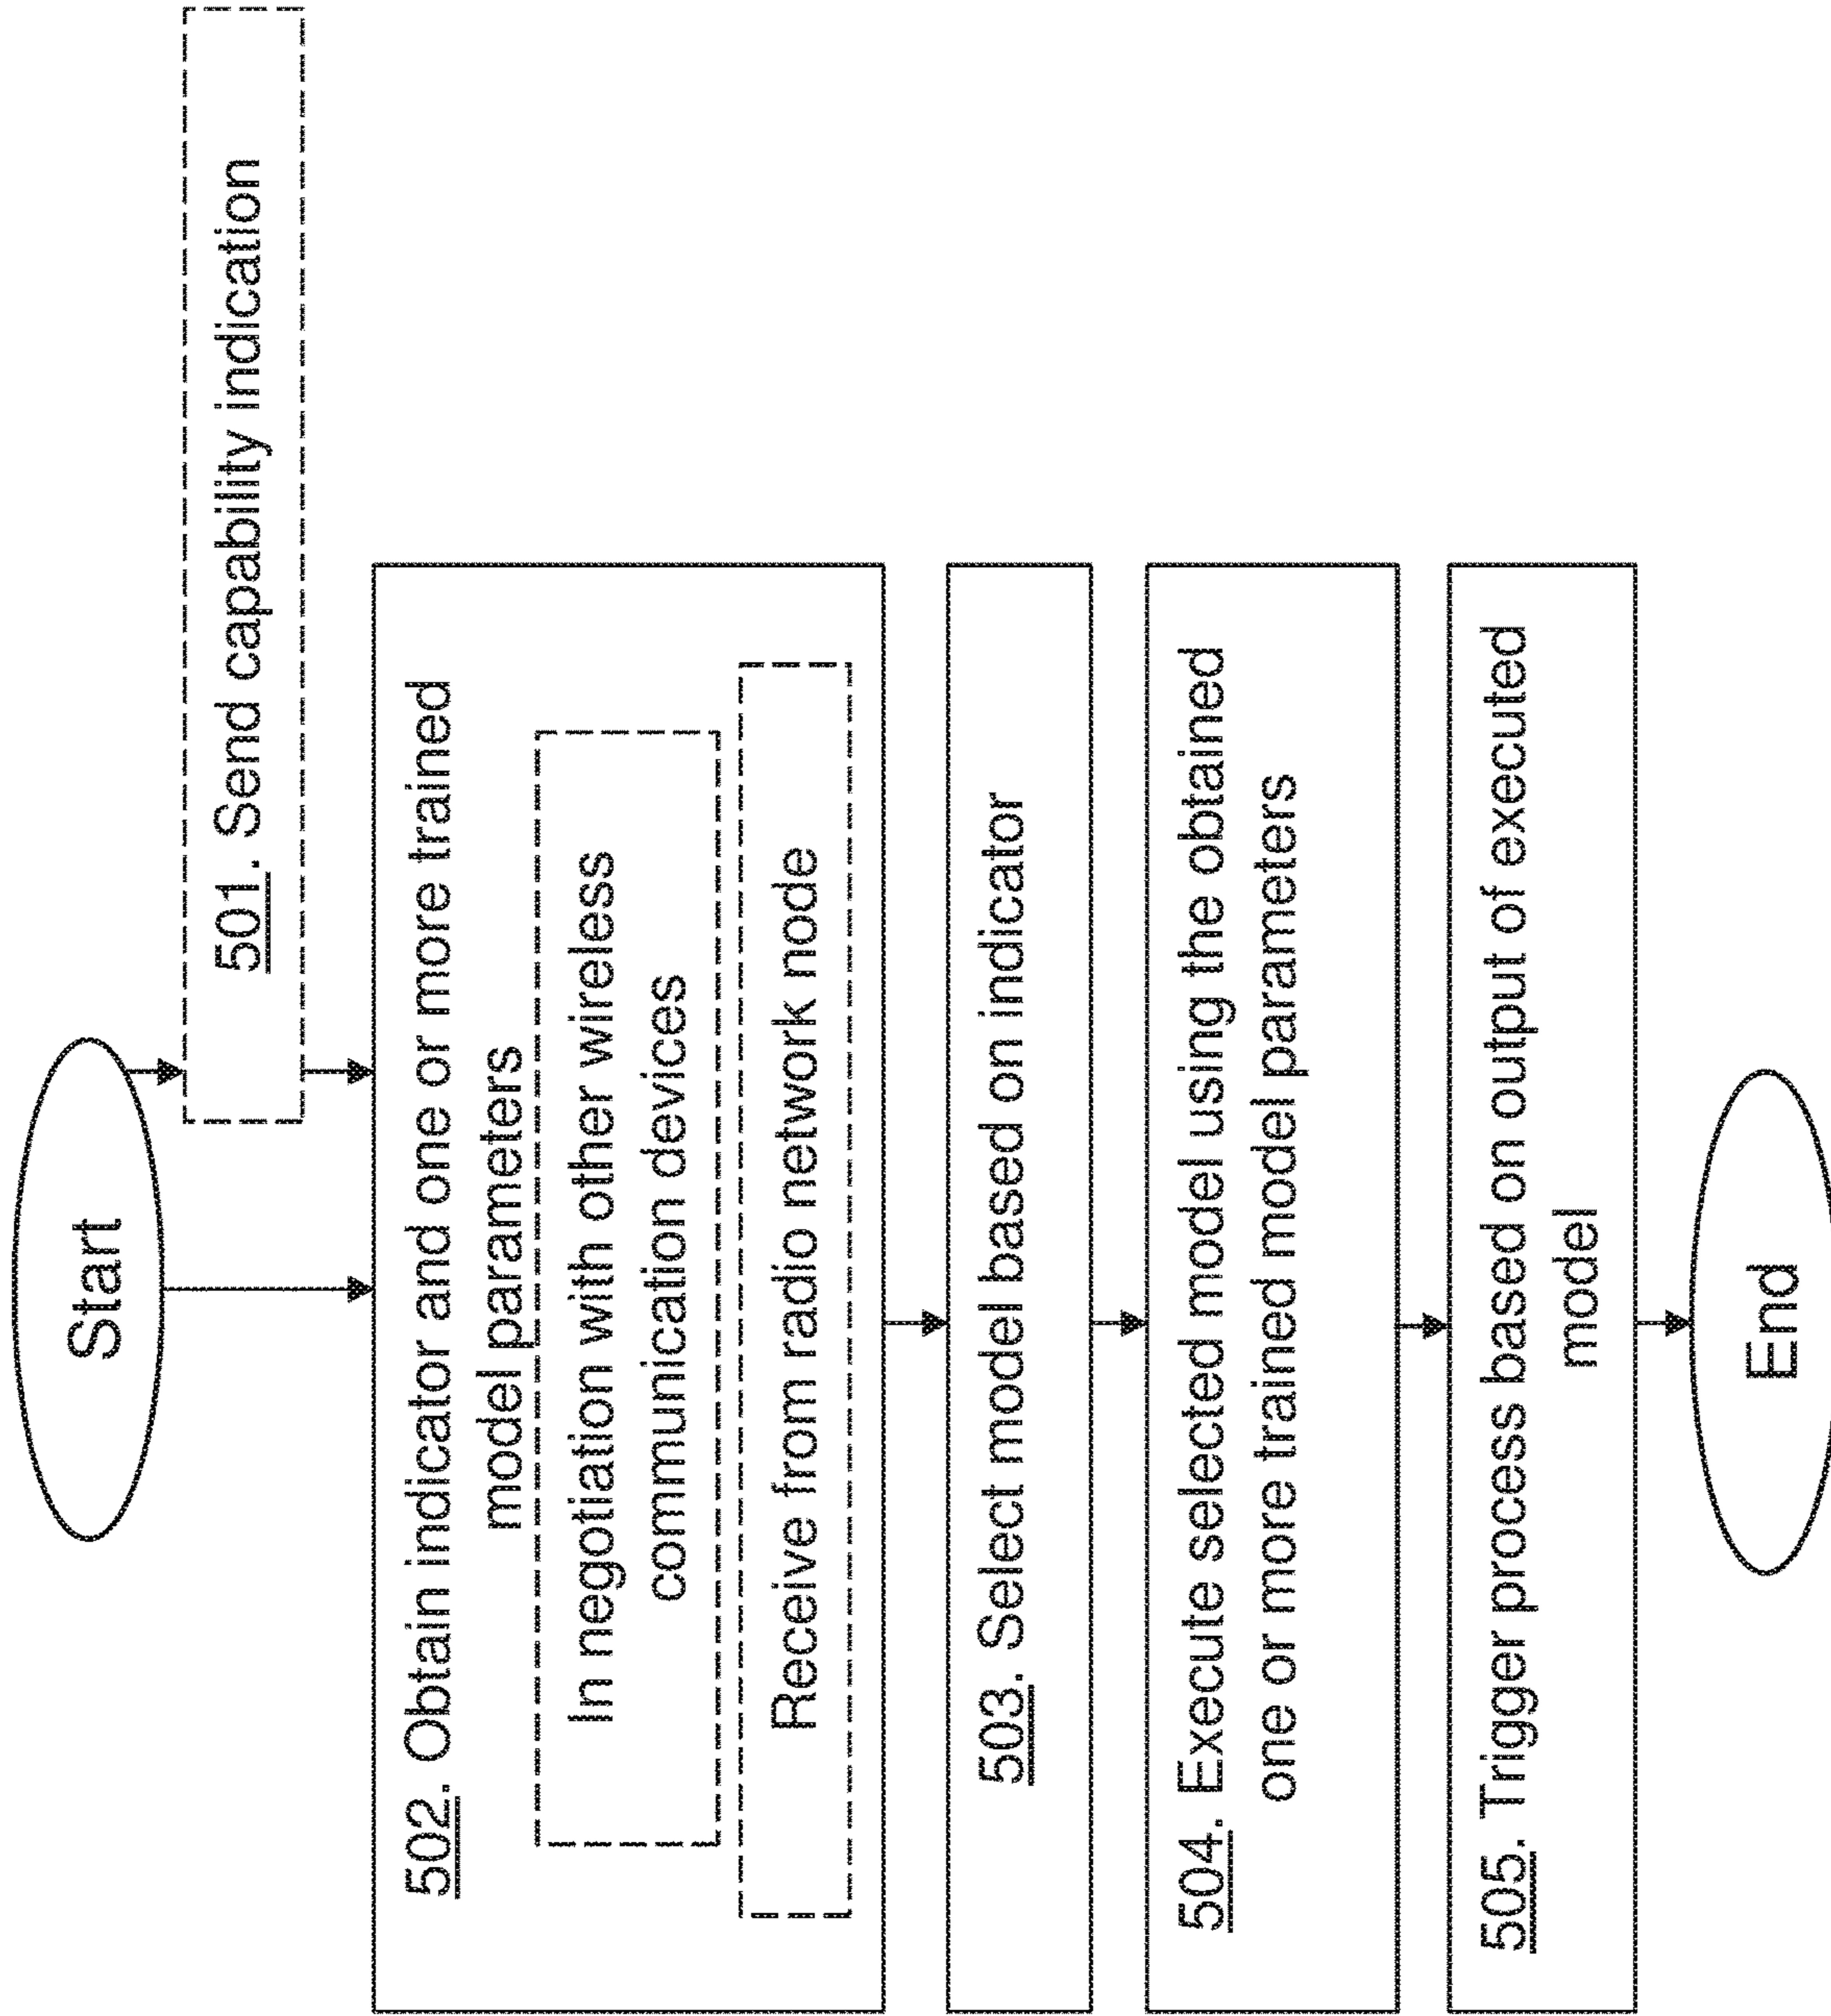 Start
501. Send capability indication
502. Obtain indicator and one or more trained
model parameters
In negotiation with other wireless
communication devices
Receive from radio network node
503. Select model based on indicator
504. Execute selected model using the obtained
one or more trained model parameters
505. Trigger process based on output of executed
model
End